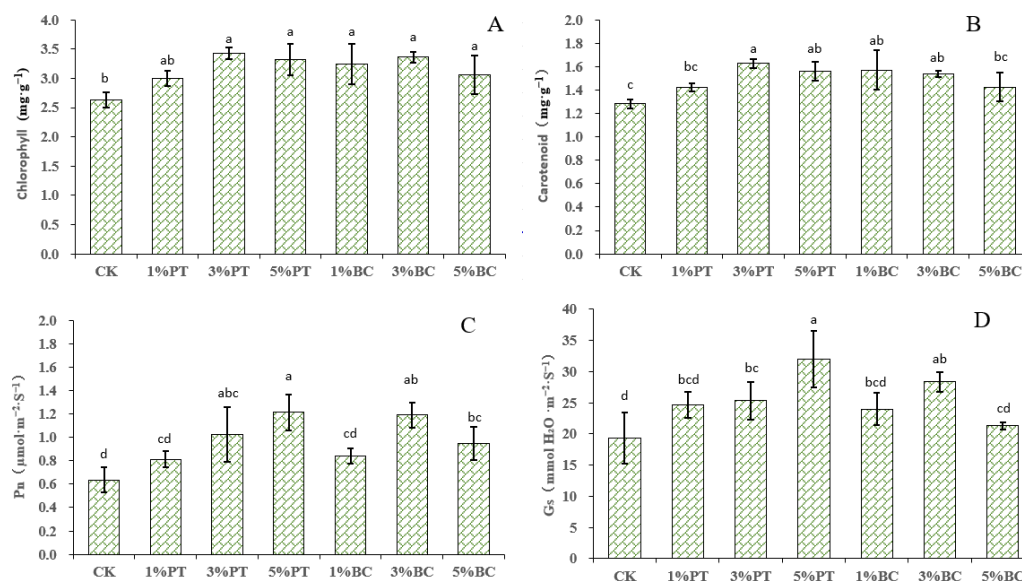 A
Chlorophyll (mg·g⁻¹)
4.0
3.5
3.0
2.5
2.0
1.5
1.0
0.5
0.0
b
ab
a
a
a
a
a
CK 1%PT 3%PT 5%PT 1%BC 3%BC 5%BC
B
Carotenoid（ mg·g⁻¹)
2.0
1.8
1.6
1.4
1.2
1.0
0.8
0.6
0.4
0.2
0.0
c
bc
a
ab
ab
ab
bc
CK 1%PT 3%PT 5%PT 1%BC 3%BC 5%BC
C
Pn（ μmol·m⁻²·S⁻¹)
2.0
1.8
1.6
1.4
1.2
1.0
0.8
0.6
0.4
0.2
0.0
d
cd
abc
a
cd
ab
bc
CK 1%PT 3%PT 5%PT 1%BC 3%BC 5%BC
D
Gs（ mmol H₂O ·m⁻²·S⁻¹)
40
35
30
25
20
15
10
5
0
d
bcd
bc
a
bcd
ab
cd
CK 1%PT 3%PT 5%PT 1%BC 3%BC 5%BC